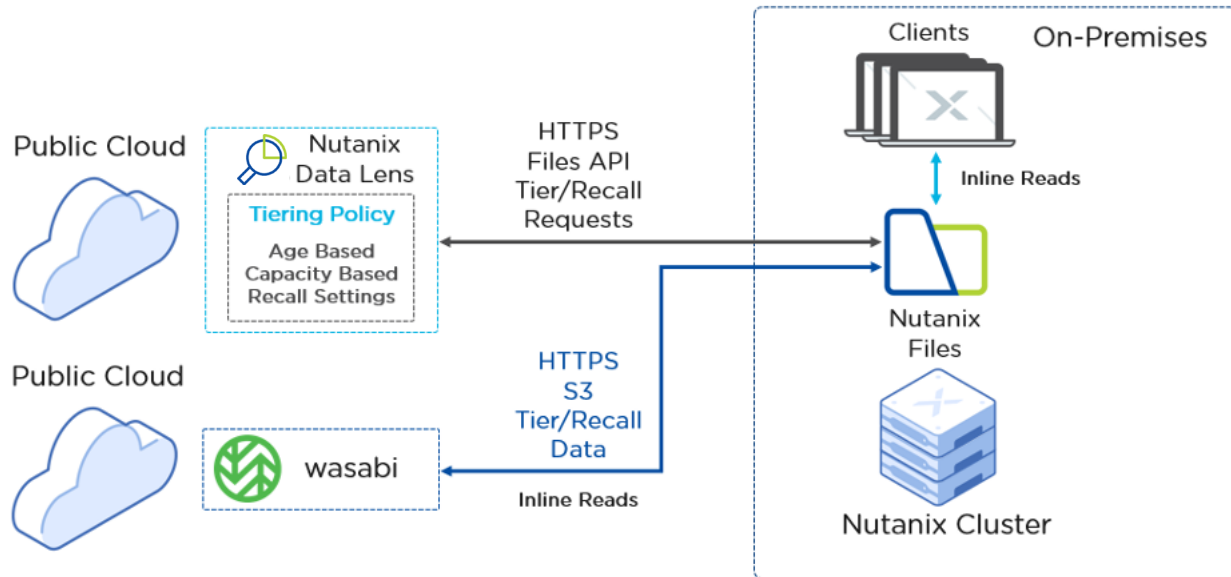 Public Cloud
Nutanix
Data Lens
Tiering Policy
Age Based
Capacity Based
Recall Settings
HTTPS
Files API
Tier/Recall
Requests
Clients
On-Premises
Inline Reads
Nutanix
Files
Public Cloud
wasabi
HTTPS
S3
Tier/Recall
Data
Inline Reads
Nutanix Cluster